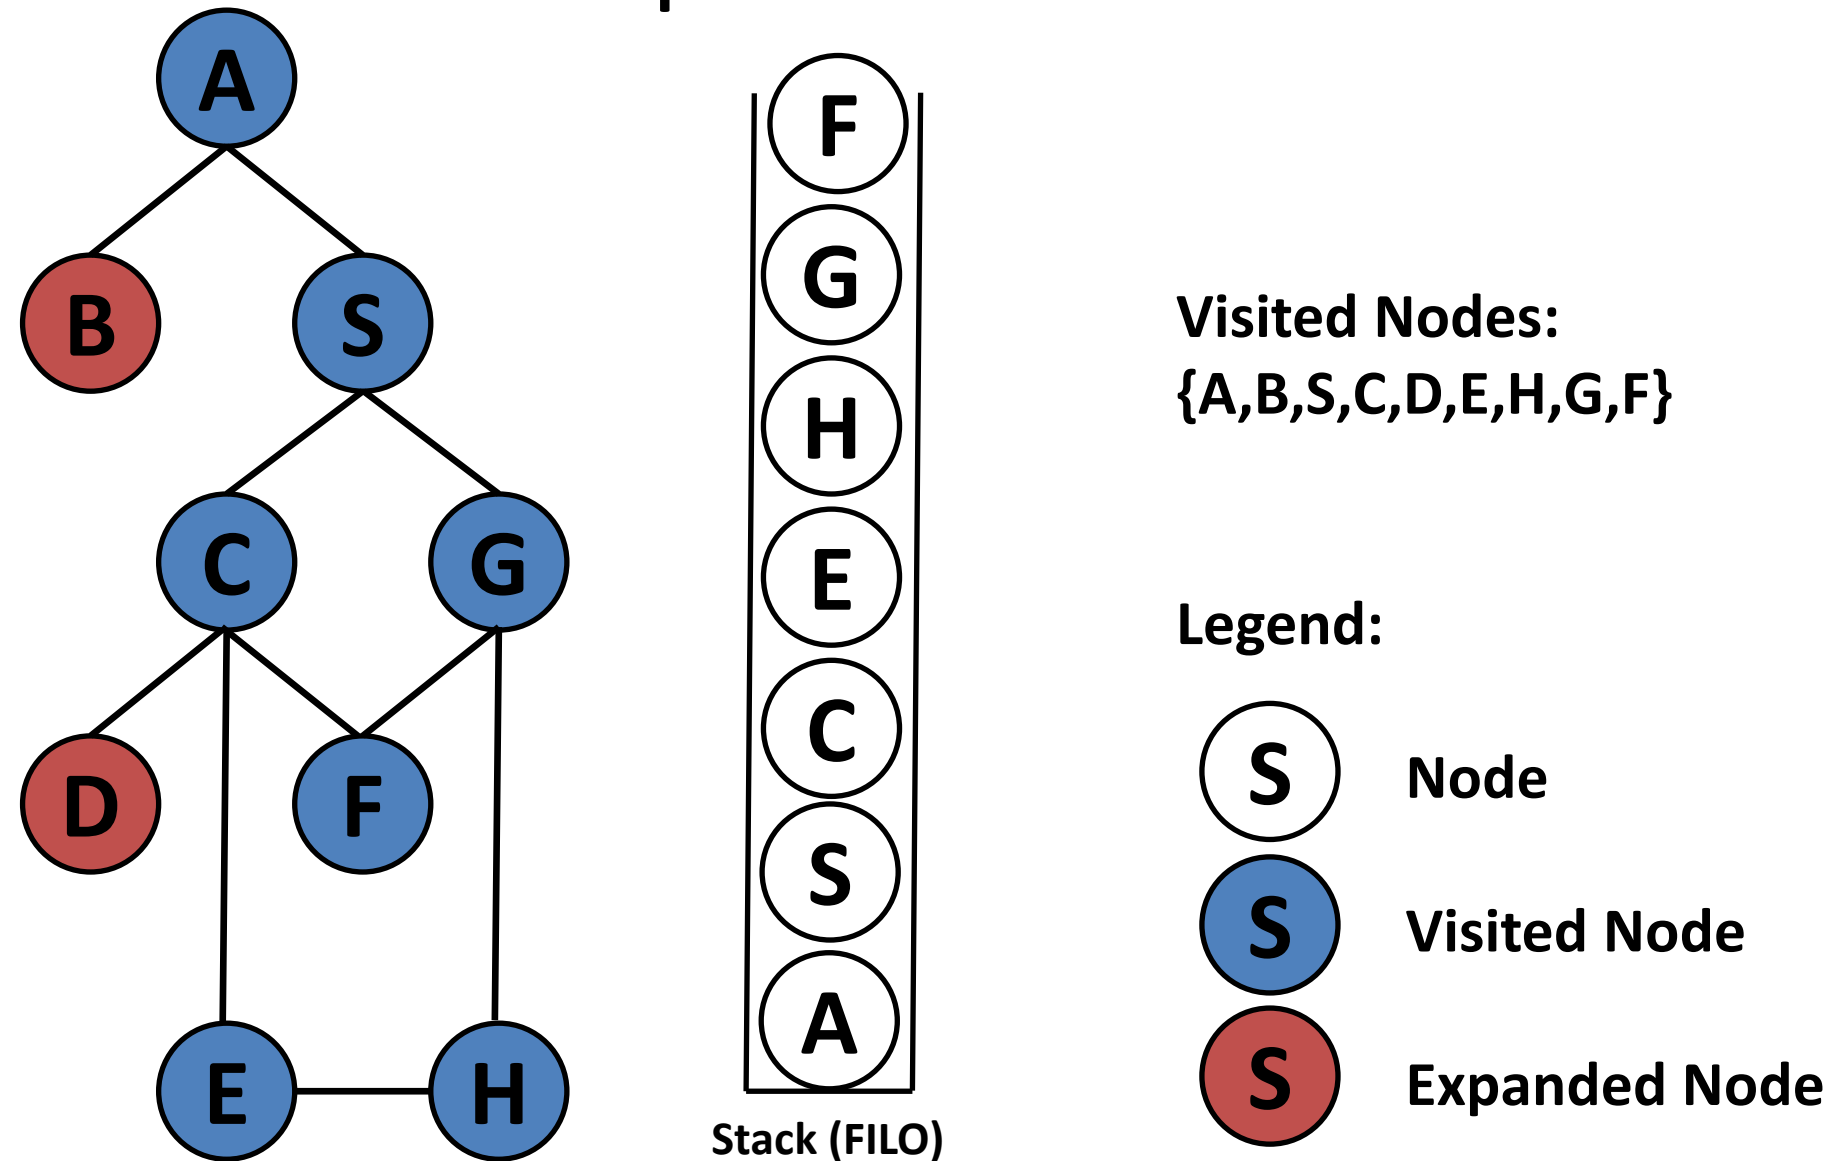 A
B
S
C
G
D
F
E
H
F
G
H
E
C
S
A
Stack (FILO)
Visited Nodes:
{A,B,S,C,D,E,H,G,F}
Legend:
S Node
S Visited Node
S Expanded Node